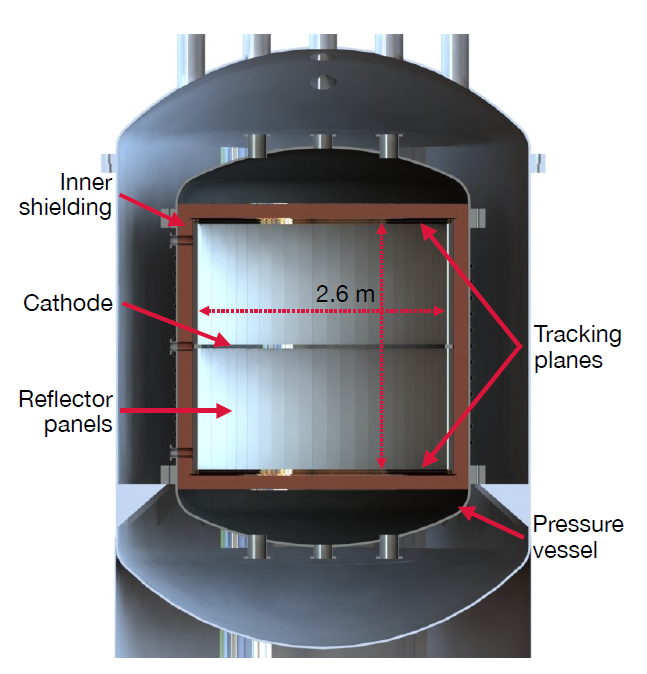 Inner
shielding
2.6 m
Cathode
Tracking
planes
Reflector
panels
Pressure
vessel